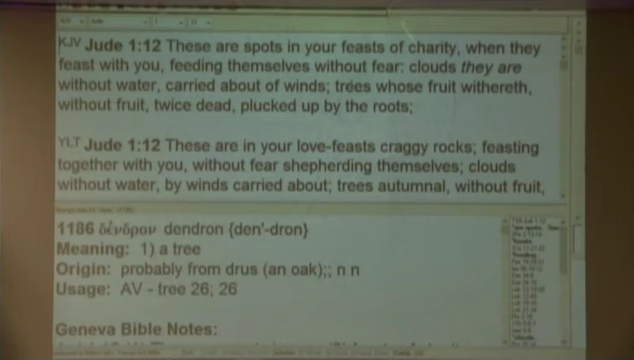 KJV Jude 1:12 These are spots in your feasts of charity, when they
feast with you, feeding themselves without fear: clouds they are
without water, carried about of winds; trees whose fruit withereth,
without fruit, twice dead, plucked up by the roots;
YLT Jude 1:12 These are in your love-feasts craggy rocks; feasting
together with you, without fear shepherding themselves; clouds
without water, by winds carried about; trees autumnal, without fruit,
1186 δένδρον dendron {den'-dron}
Meaning: 1) a tree
Origin: probably from drus (an oak);; n n
Usage: AV - tree 26; 26
Geneva Bible Notes: